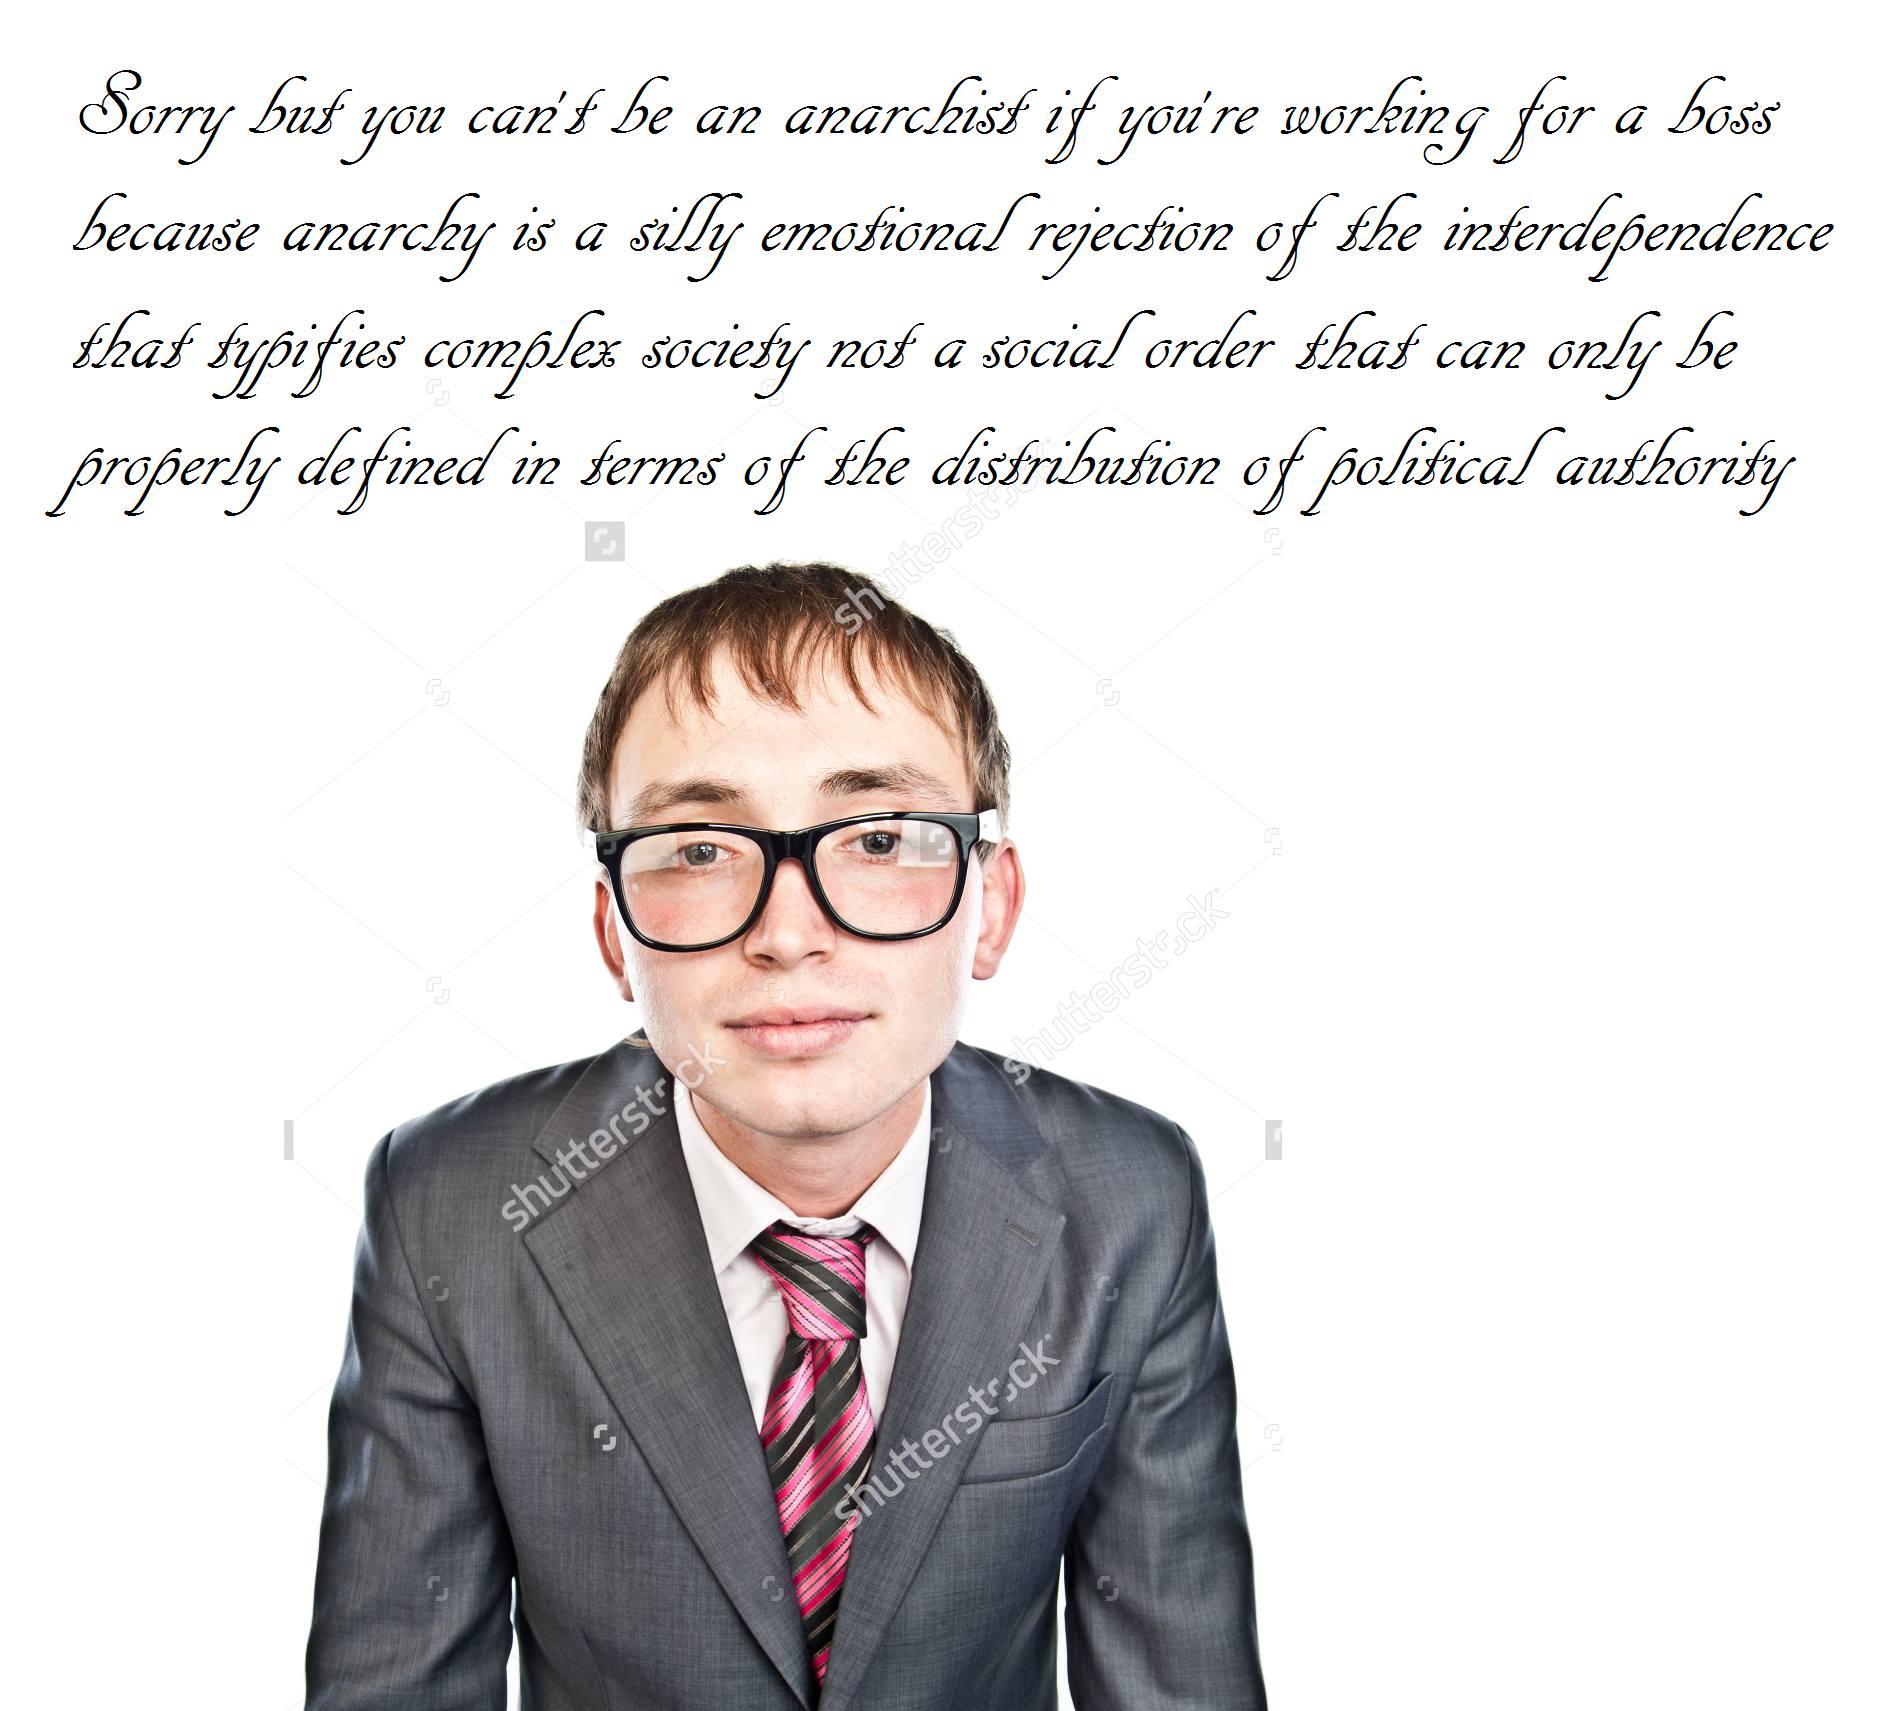 Sorry but you can't be an anarchist if you're working for a boss
because anarchy is a silly emotional rejection of the interdependence
that typifies complex society not a social order that can only be
properly defined in terms of the distribution of political authority
shutterstock
shutterstock
shutterstock
shutterstock